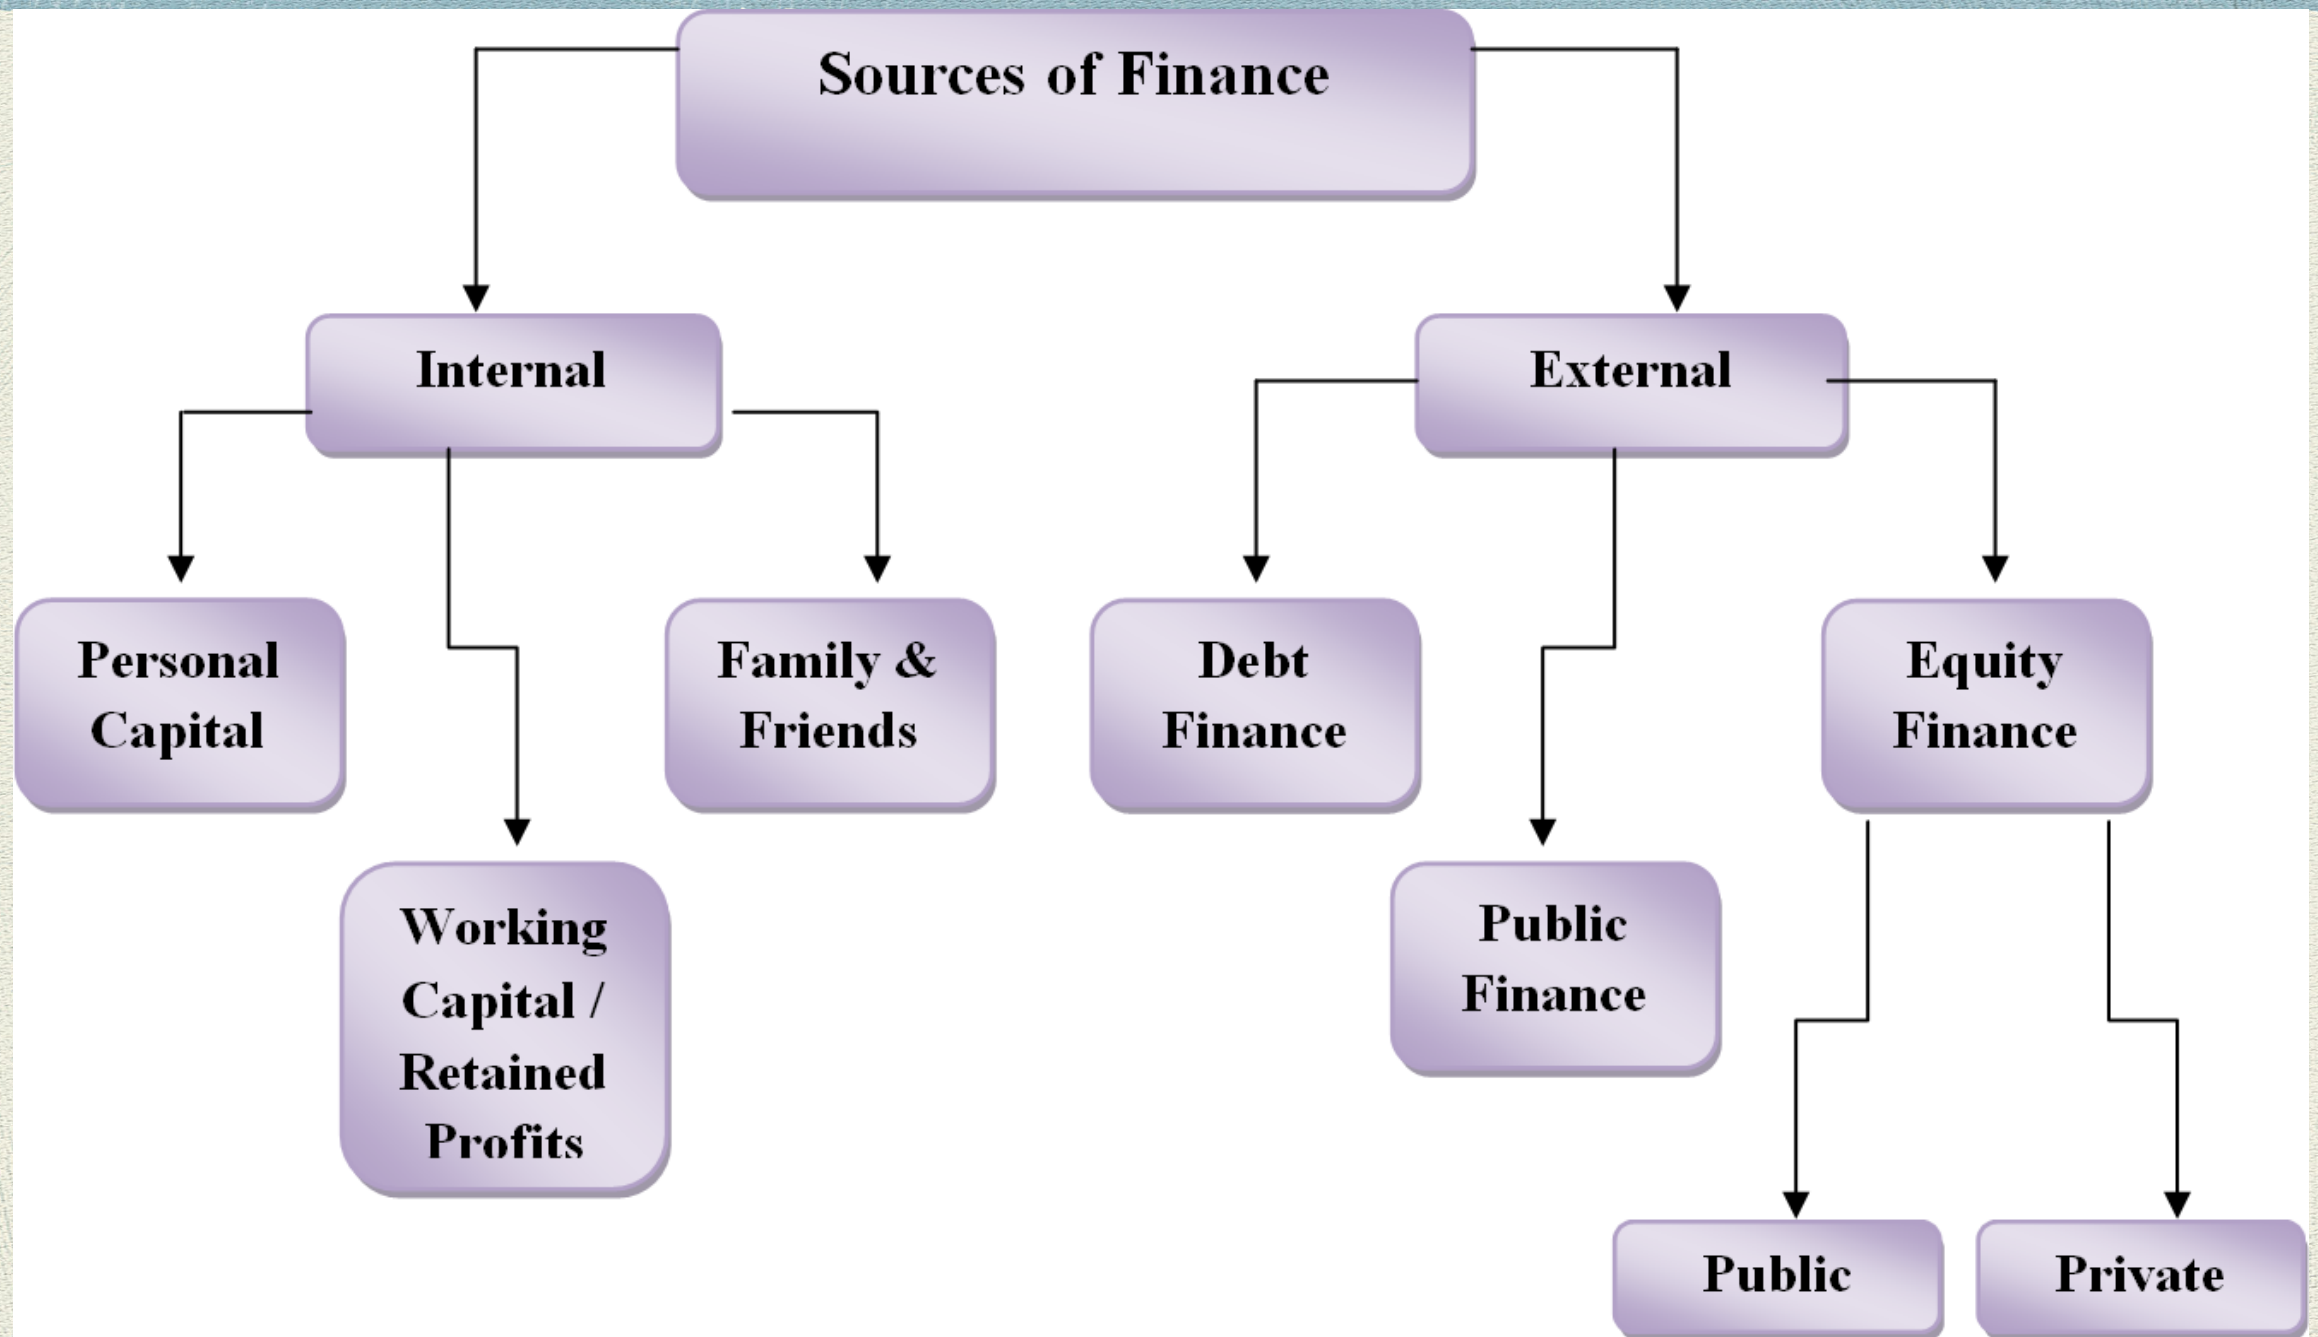 Sources of Finance
Internal
External
Personal
Capital
Family &
Friends
Debt
Finance
Equity
Finance
Working
Capital /
Retained
Profits
Public
Finance
Public
Private